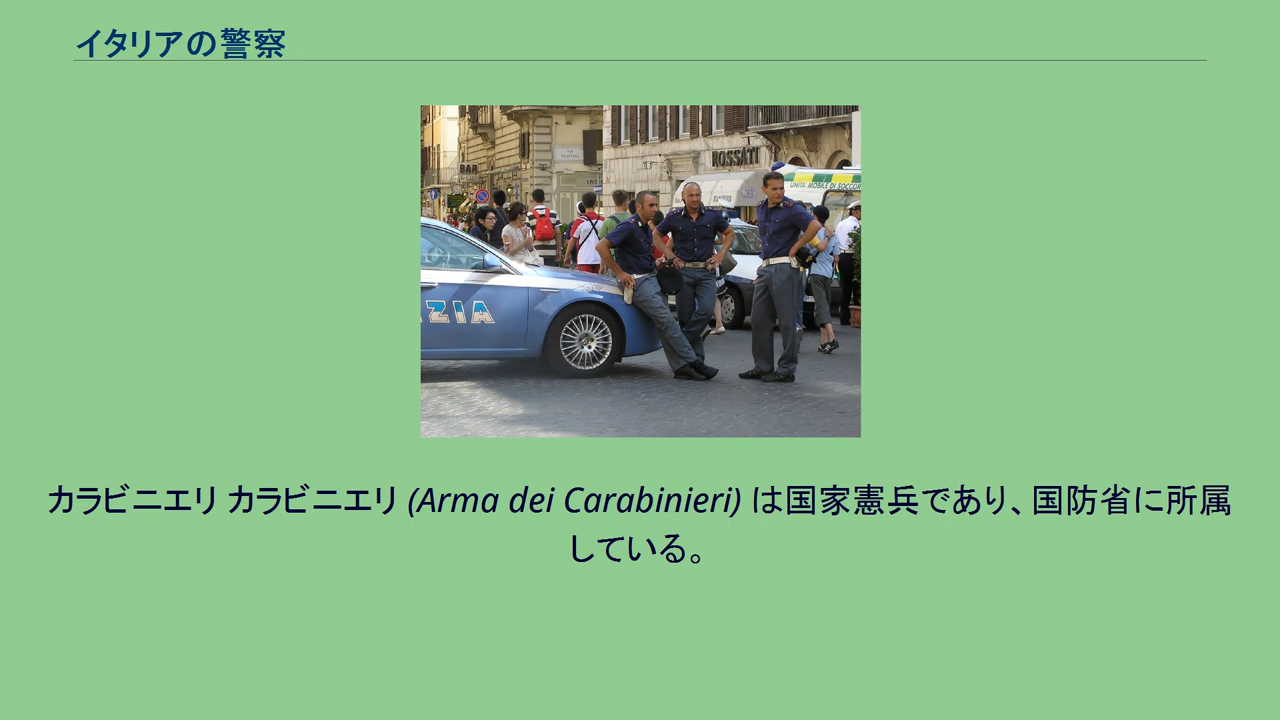 イタリアの警察
BAR
ROSSATI
UNITA' MOBILE DI SOCCOR
ZIA
カラビニエリ カラビニエリ (Arma dei Carabinieri) は国家憲兵であり、国防省に所属
している。